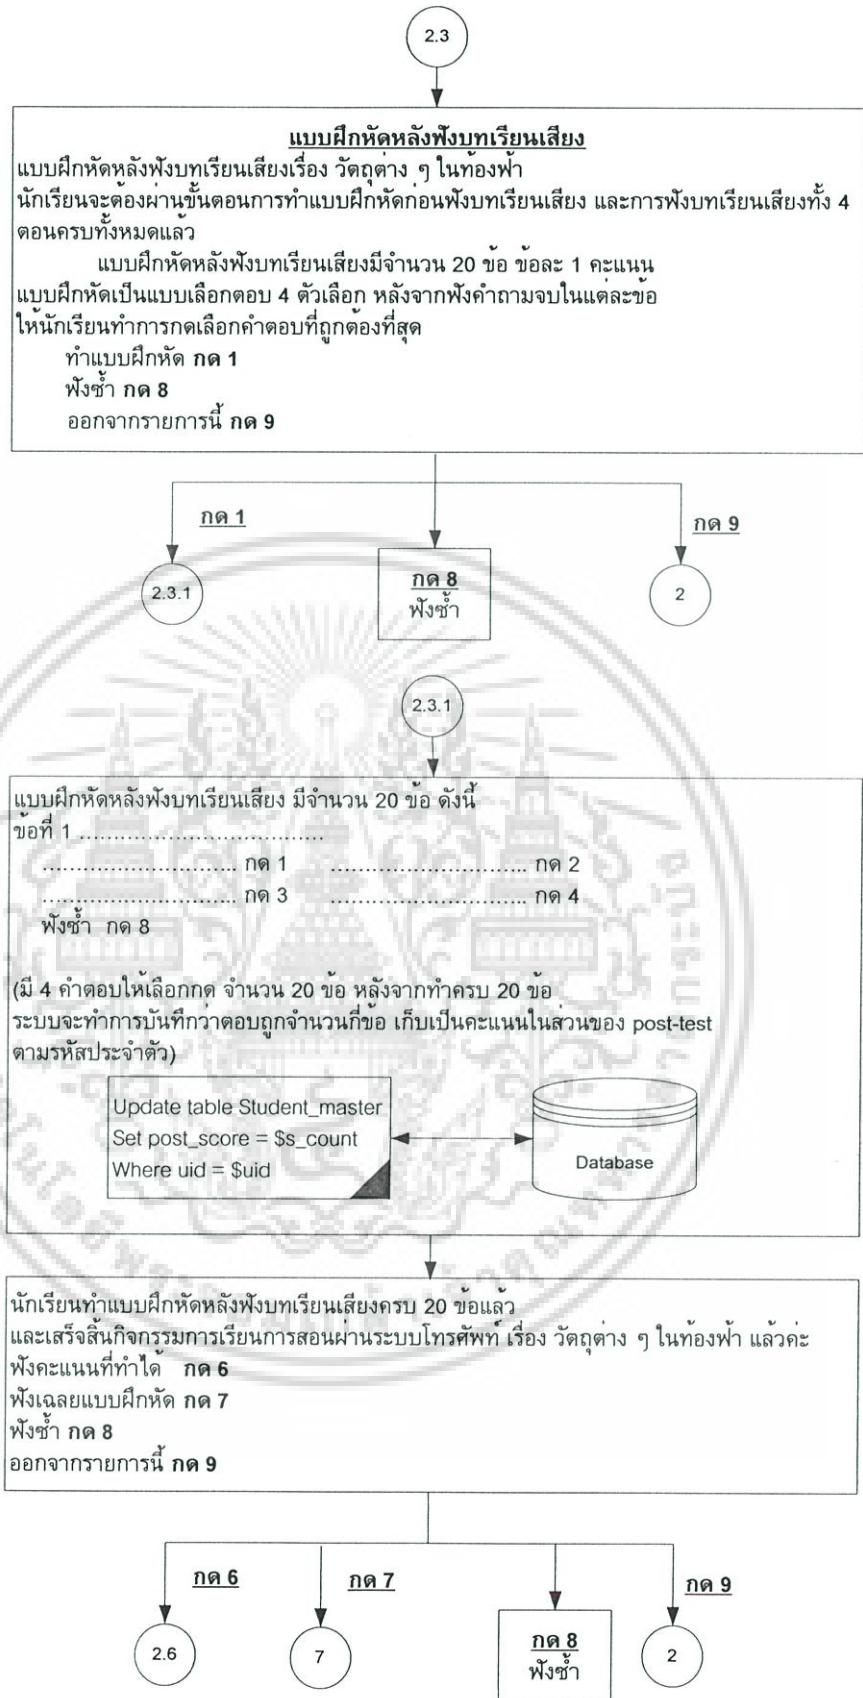 2.3
แบบฝึกหัดหลังฟังบทเรียนเสียง
แบบฝึกหัดหลังฟังบทเรียนเสียงเรื่อง วัตถุต่าง ๆ ในท้องฟ้า
นักเรียนจะต้องผ่านขั้นตอนการทำแบบฝึกหัดก่อนฟังบทเรียนเสียง และการฟังบทเรียนเสียงทั้ง 4
ตอนครบทั้งหมดแล้ว
แบบฝึกหัดหลังฟังบทเรียนเสียงมีจำนวน 20 ข้อ ข้อละ 1 คะแนน
แบบฝึกหัดเป็นแบบเลือกตอบ 4 ตัวเลือก หลังจากฟังคำถามจบในแต่ละข้อ
ให้นักเรียนทำการกดเลือกคำตอบที่ถูกต้องที่สุด
ทำแบบฝึกหัด กด 1
ฟังซ้ำ กด 8
ออกจากรายการนี้ กด 9
กด 1
กด 9
2.3.1
กด 8
ฟังซ้ำ
2
2.3.1
แบบฝึกหัดหลังฟังบทเรียนเสียง มีจำนวน 20 ข้อ ดังนี้
ข้อที่ 1 ....................................
............................. กด 1 ............................. กด 2
............................. กด 3 ............................. กด 4
ฟังซ้ำ กด 8
(มี 4 คำตอบให้เลือกกด จำนวน 20 ข้อ หลังจากทำครบ 20 ข้อ
ระบบจะทำการบันทึกว่าตอบถูกจำนวนกี่ข้อ เก็บเป็นคะแนนในส่วนของ post-test
ตามรหัสประจำตัว)
Update table Student_master
Set post_score = $s_count
Where uid = $uid
Database
นักเรียนทำแบบฝึกหัดหลังฟังบทเรียนเสียงครบ 20 ข้อแล้ว
และเสร็จสิ้นกิจกรรมการเรียนการสอนผ่านระบบโทรศัพท์ เรื่อง วัตถุต่าง ๆ ในท้องฟ้า แล้วค่ะ
ฟังคะแนนที่ทำได้ กด 6
ฟังเฉลยแบบฝึกหัด กด 7
ฟังซ้ำ กด 8
ออกจากรายการนี้ กด 9
กด 6
กด 7
กด 9
2.6
7
กด 8
ฟังซ้ำ
2